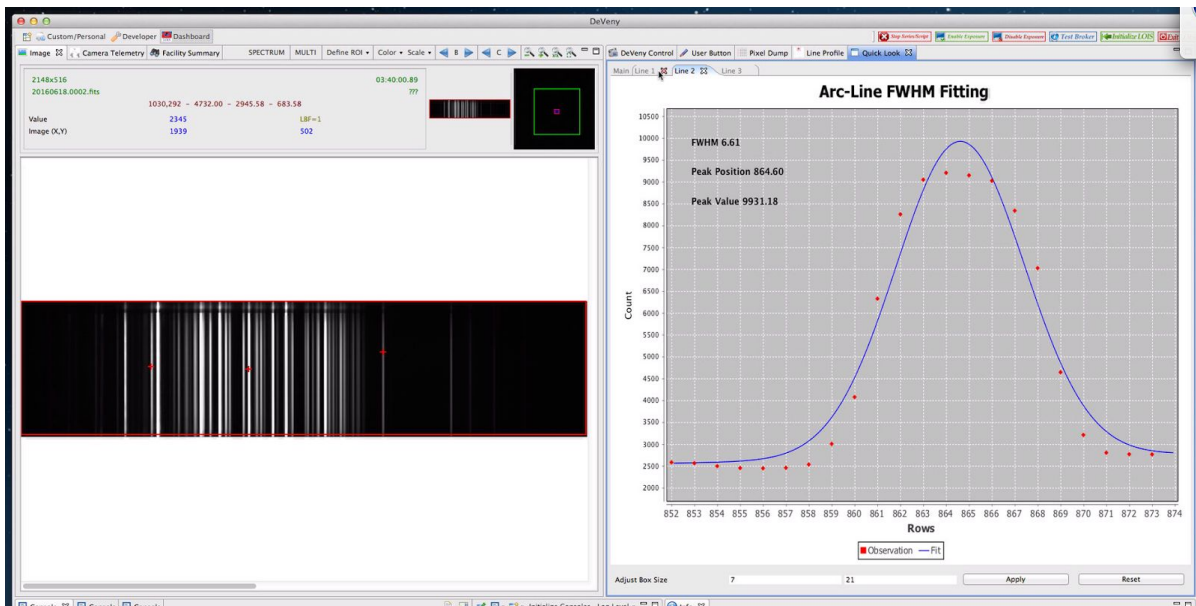 DeVeny
Custom/Personal Developer Dashboard
Stop Series/Script Enable Exposure Disable Exposure Test Broker Initialize LOIS Exit
Image Camera Telemetry Facility Summary SPECTRUM MULTI Define ROI Color Scale B C
DeVeny Control User Button Pixel Dump Line Profile Quick Look
2148x516 03:40:00.89
20160618.0002.fits ???
1030,292 - 4732.00 - 2945.58 - 683.58
Value 2345 LBF=1
Image (X,Y) 1939 502
Main Line 1 Line 2 Line 3
Arc-Line FWHM Fitting
FWHM 6.61
Peak Position 864.60
Peak Value 9931.18
Count
10500
10000
9500
9000
8500
8000
7500
7000
6500
6000
5500
5000
4500
4000
3500
3000
2500
2000
852 853 854 855 856 857 858 859 860 861 862 863 864 865 866 867 868 869 870 871 872 873 874
Rows
Observation Fit
Adjust Box Size 7 21 Apply Reset